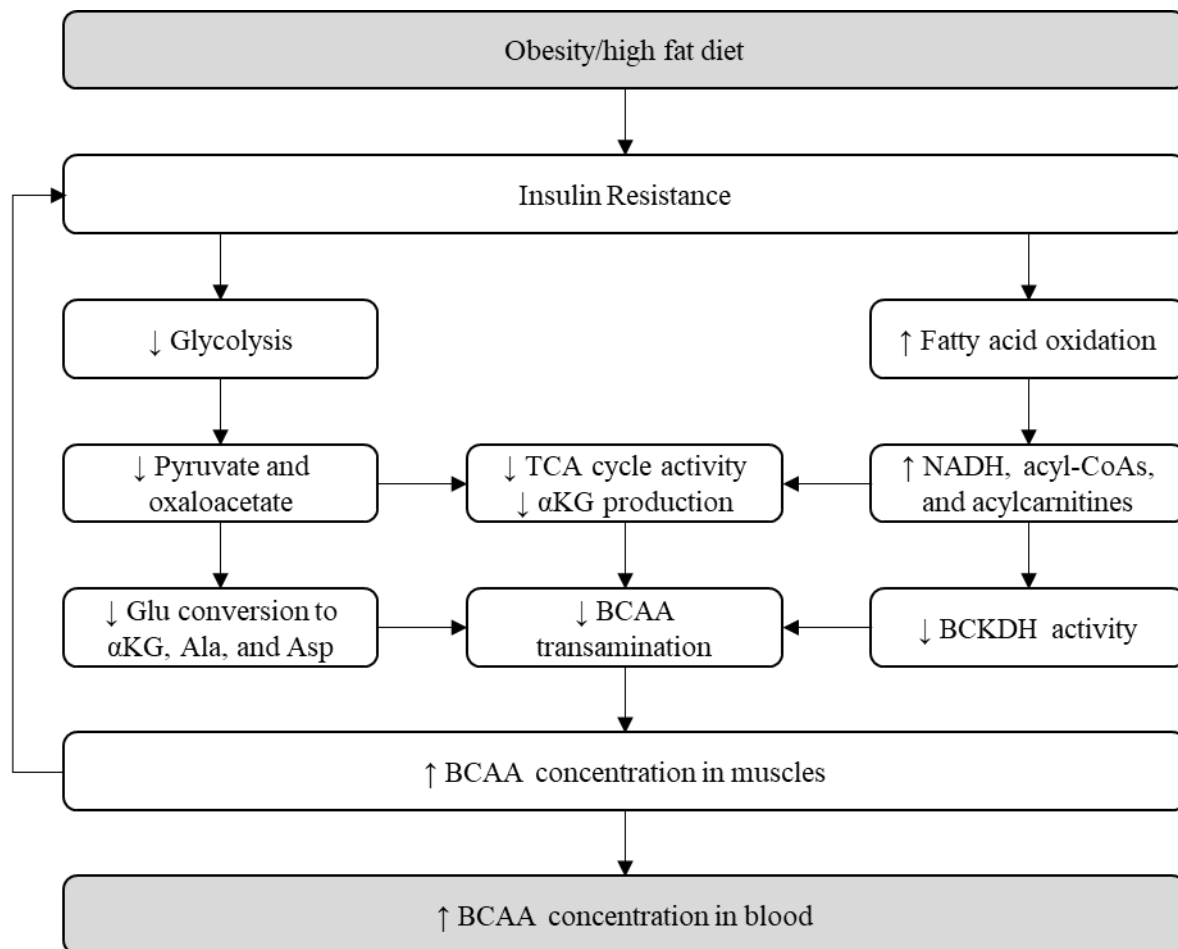 Obesity/high fat diet
Insulin Resistance
↓ Glycolysis
↑ Fatty acid oxidation
↓ Pyruvate and
oxaloacetate
↓ TCA cycle activity
↓ αKG production
↑ NADH, acyl-CoAs,
and acylcarnitines
↓ Glu conversion to
αKG, Ala, and Asp
↓ BCAA
transamination
↓ BCKDH activity
↑ BCAA concentration in muscles
↑ BCAA concentration in blood